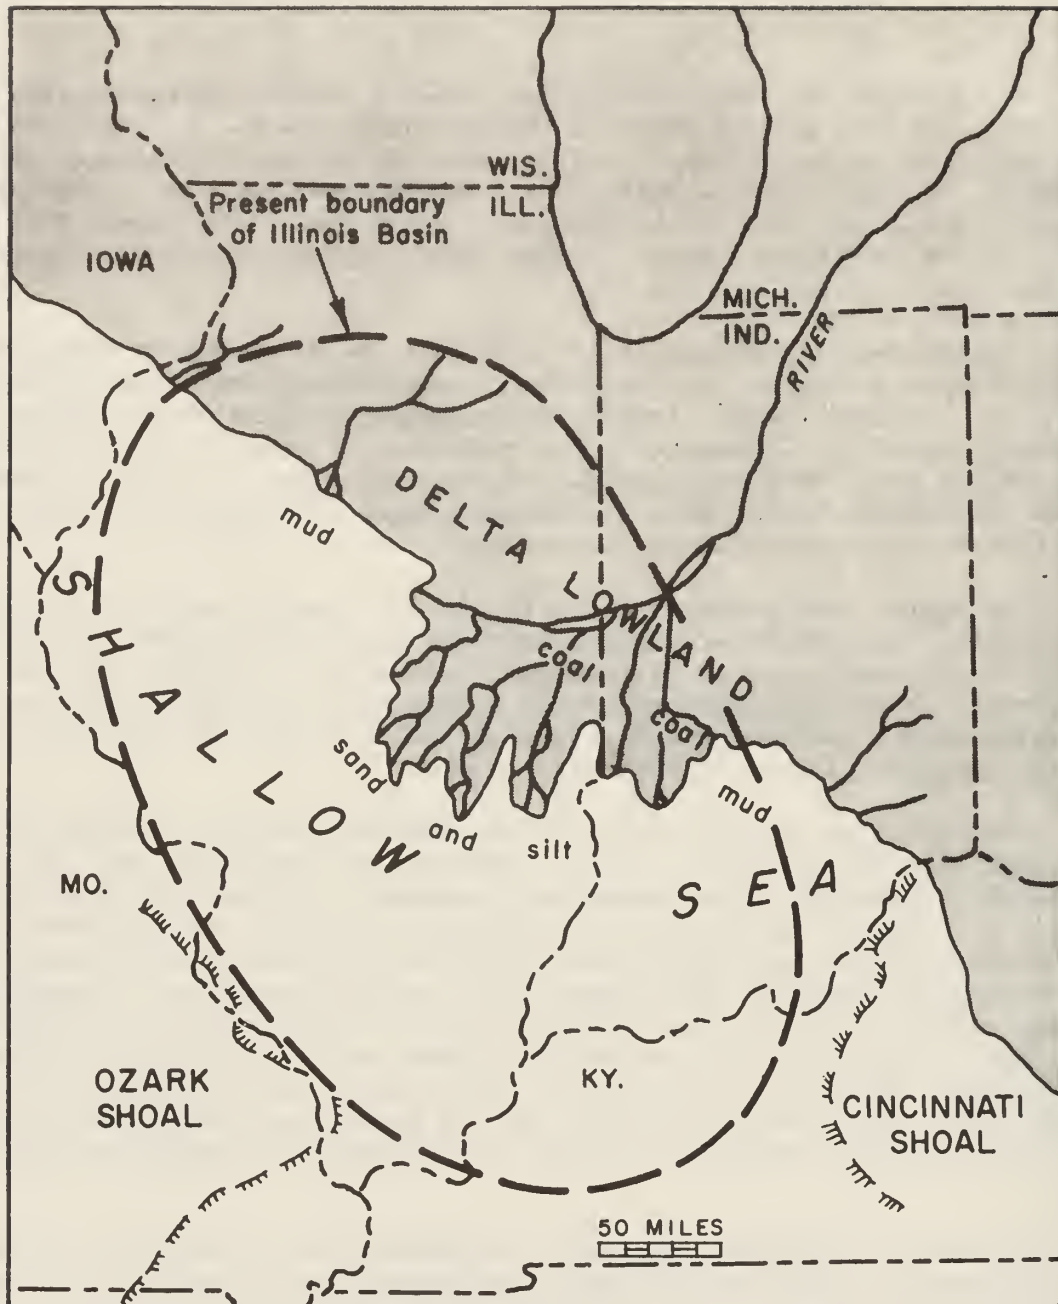 WIS.
ILL.
Present boundary
of Illinois Basin
IOWA
MICH.
IND.
RIVER
DELTA LOWLAND
mud
coal
coal
SHALLOW SEA
sand and silt
mud
MO.
OZARK
SHOAL
KY.
CINCINNATI
SHOAL
50 MILES